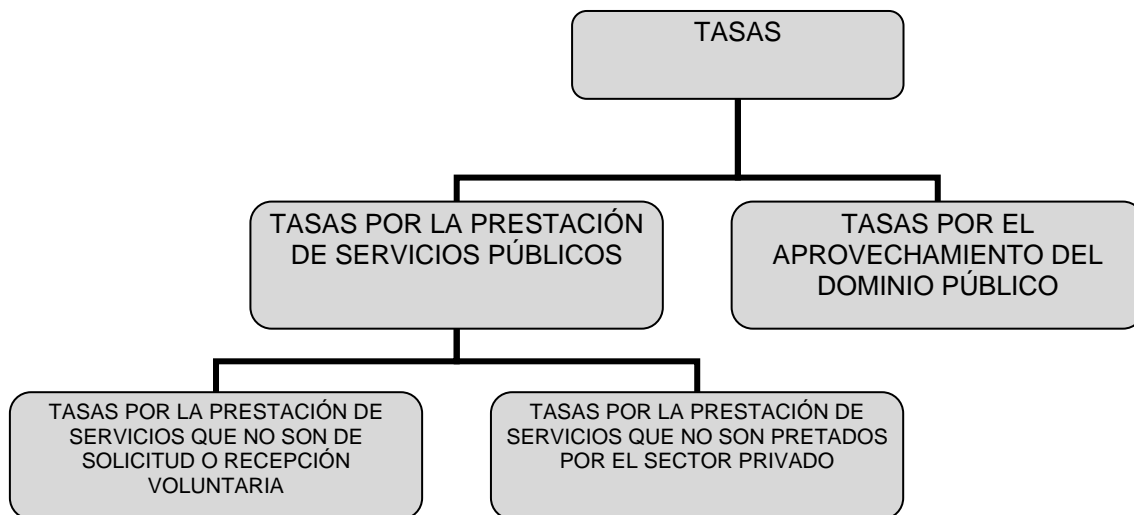 TASAS
TASAS POR LA PRESTACIÓN
DE SERVICIOS PÚBLICOS
TASAS POR EL
APROVECHAMIENTO DEL
DOMINIO PÚBLICO
TASAS POR LA PRESTACIÓN DE
SERVICIOS QUE NO SON DE
SOLICITUD O RECEPCIÓN
VOLUNTARIA
TASAS POR LA PRESTACIÓN DE
SERVICIOS QUE NO SON PRETADOS
POR EL SECTOR PRIVADO